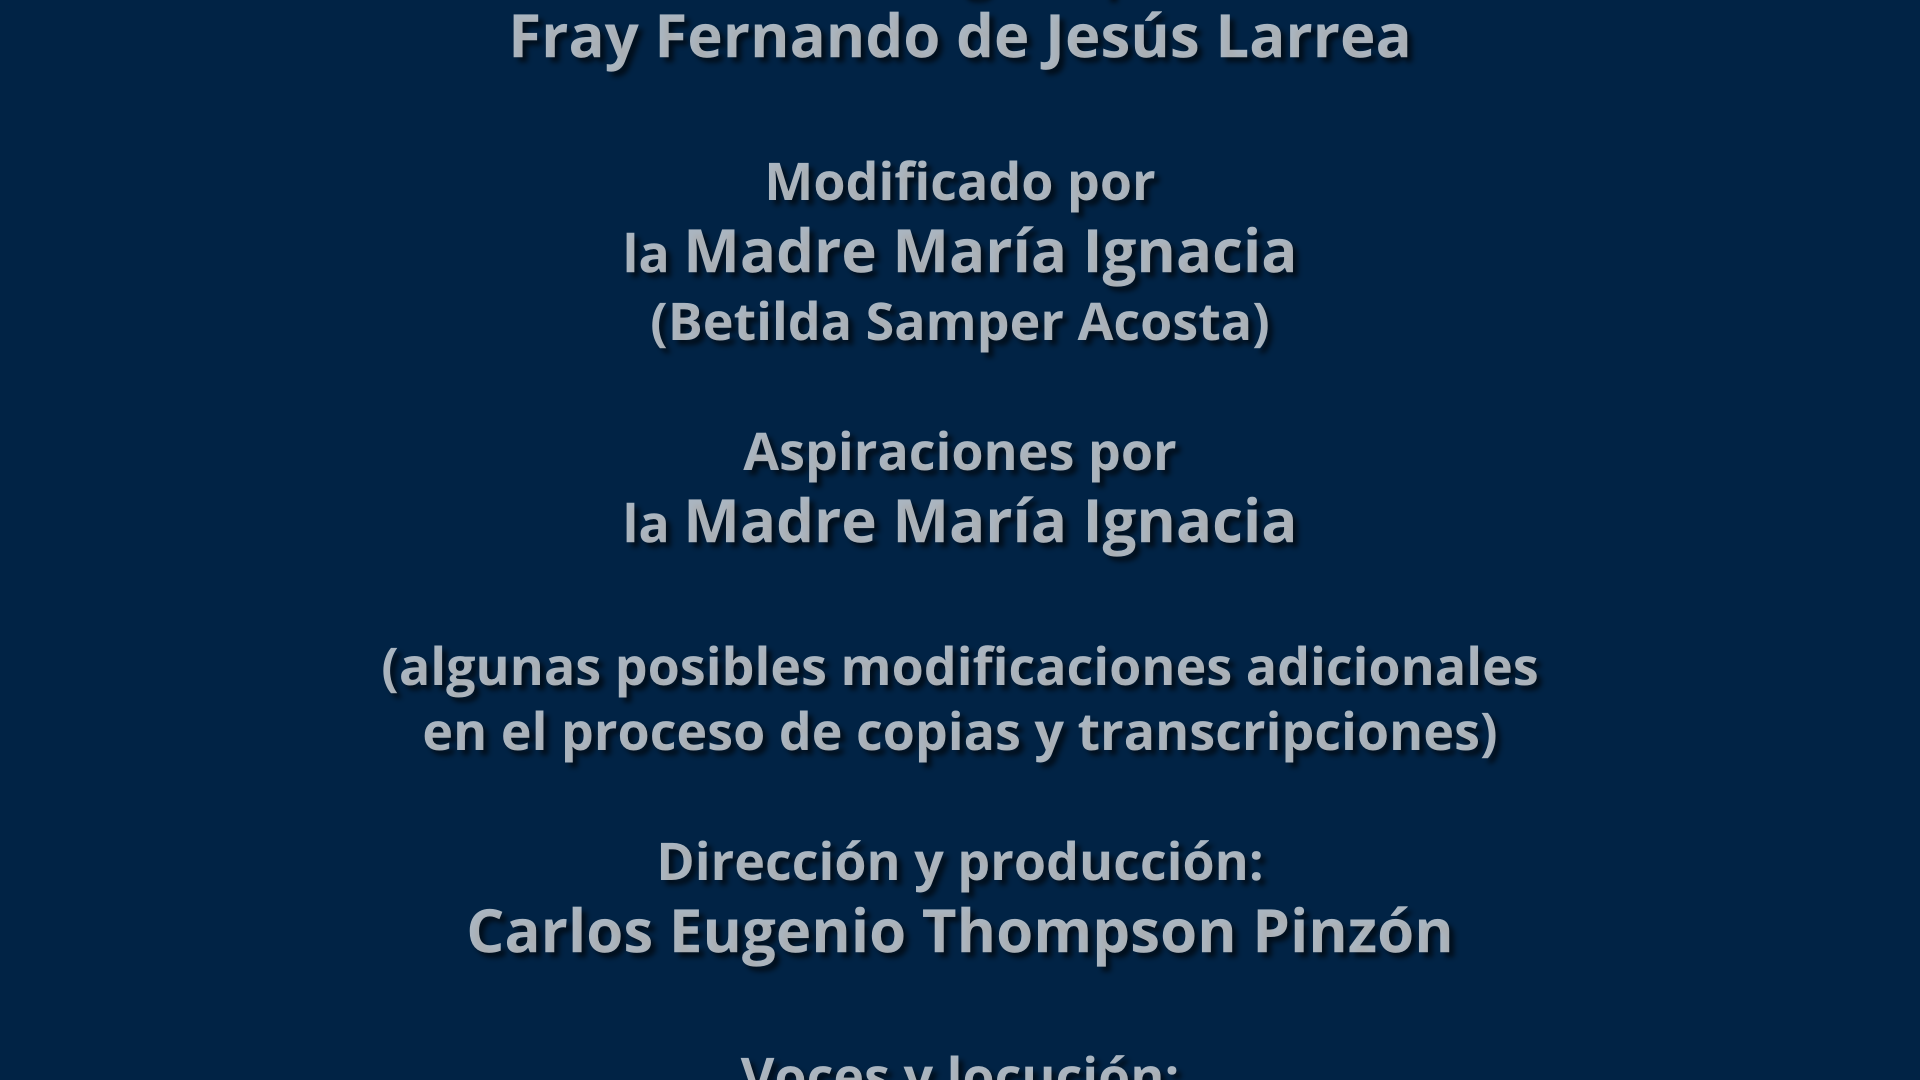 Fray Fernando de Jesús Larrea
Modificado por
la Madre María Ignacia
(Betilda Samper Acosta)
Aspiraciones por
la Madre María Ignacia
(algunas posibles modificaciones adicionales
en el proceso de copias y transcripciones)
Dirección y producción:
Carlos Eugenio Thompson Pinzón
Voces y locución: